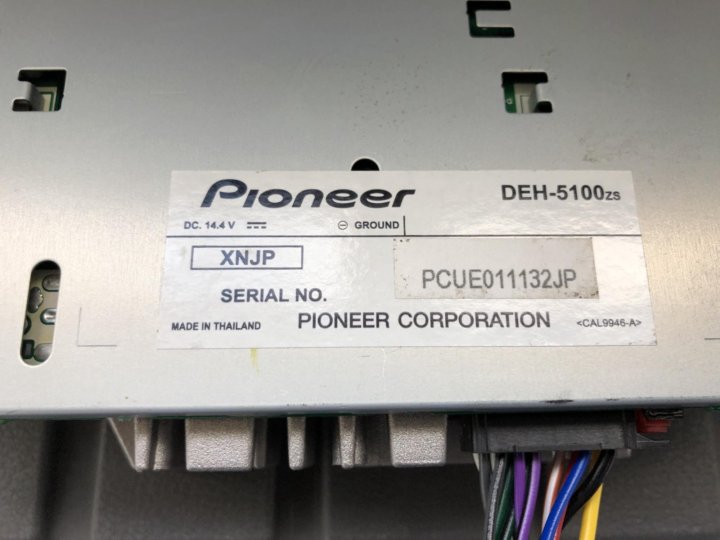 Pioneer DEH-5100ZS
DC. 14.4 V ⊖ GROUND
XNJP
SERIAL NO. PCUE011132JP
MADE IN THAILAND PIONEER CORPORATION <CAL9946-A>